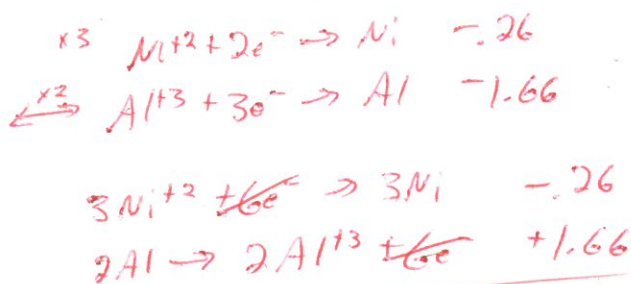 x3 Ni+2 + 2e- → Ni -.26
x2 ↔ Al+3 + 3e- → Al -1.66
3Ni+2 +6e- → 3Ni -.26
2Al → 2Al+3 +6e +1.66